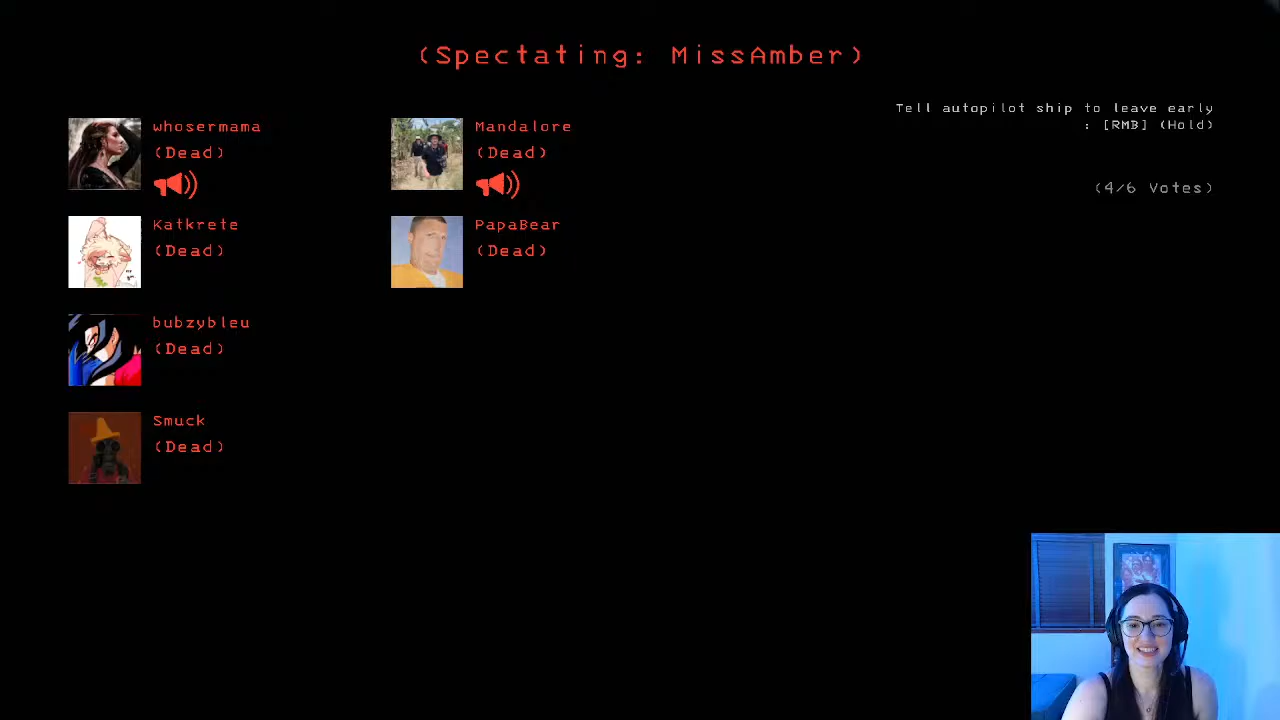 (Spectating: MissAmber)
whosermama
(Dead)
Mandalore
(Dead)
Tell autopilot ship to leave early
: [RMB] (Hold)
(4/6 Votes)
Katkrete
(Dead)
PapaBear
(Dead)
bubzybleu
(Dead)
Smuck
(Dead)